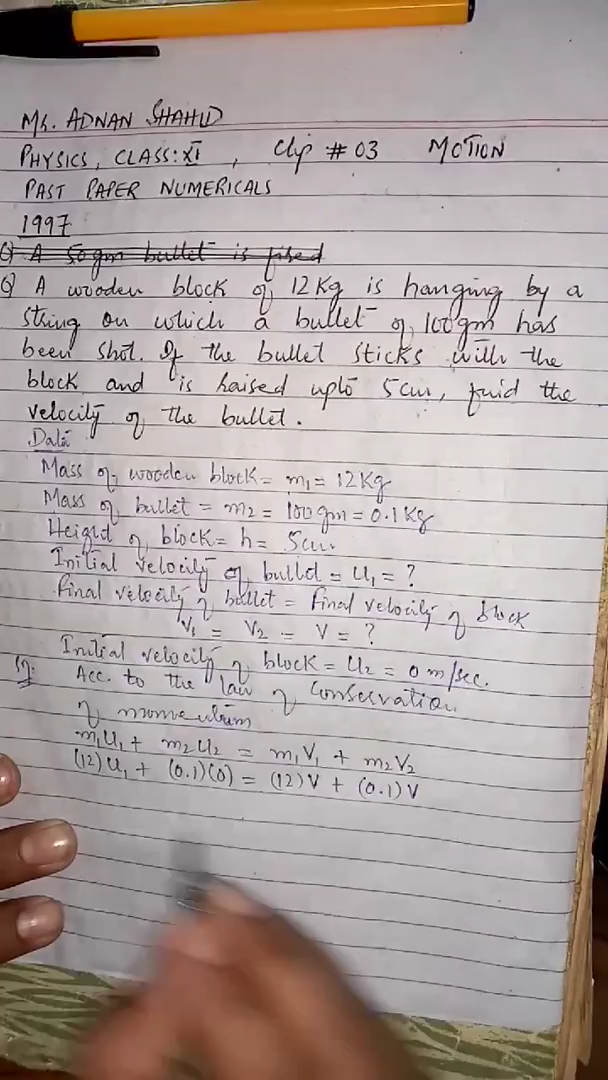 MR. ADNAN SHAHID
PHYSICS, CLASS: XI, Clip # 03 MOTION
PAST PAPER NUMERICALS
1997
Q) A 50gm bullet is fired
Q) A wooden block of 12 Kg is hanging by a
string on which a bullet of 100gm has
been shot. If the bullet sticks with the
block and is raised upto 5cm, find the
velocity of the bullet.
Data
Mass of wooden block = m₁ = 12 Kg
Mass of bullet = m₂ = 100 gm = 0.1 Kg
Height of block = h = 5cm
Initial velocity of bullet = U₁ = ?
Final velocity of bullet = Final velocity of block
V₁ = V₂ = V = ?
Initial velocity of block = U₂ = 0 m/sec.
Acc. to the law of conservation
of momentum
m₁U₁ + m₂U₂ = m₁V₁ + m₂V₂
(12)U₁ + (0.1)(0) = (12)V + (0.1)V